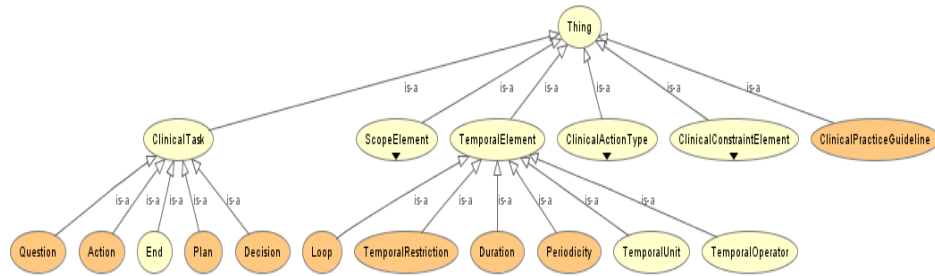 Thing
is-a is-a is-a is-a is-a is-a
ClinicalTask ScopeElement TemporalElement ClinicalActionType ClinicalConstraintElement ClinicalPracticeGuideline
is-a is-a is-a is-a is-a is-a is-a is-a is-a is-a is-a
Question Action End Plan Decision Loop TemporalRestriction Duration Periodicity TemporalUnit TemporalOperator